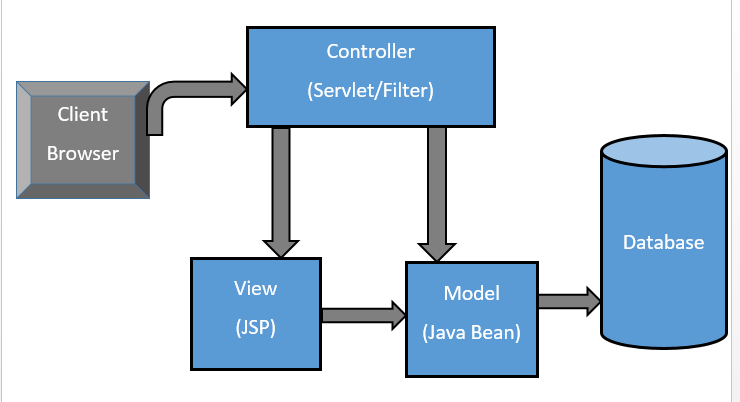 Controller
(Servlet/Filter)
Client
Browser
Database
View
(JSP)
Model
(Java Bean)